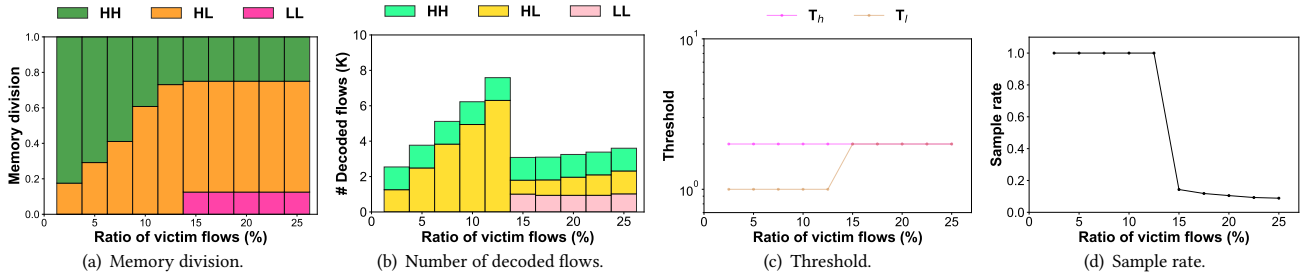 HH HL LL
Memory division
1.0
0.8
0.6
0.4
0.2
0.0
5 10 15 20 25
Ratio of victim flows (%)
(a) Memory division.
HH HL LL
# Decoded flows (K)
10
8
6
4
2
0
5 10 15 20 25
Ratio of victim flows (%)
(b) Number of decoded flows.
T_h T_l
Threshold
10^1
10^0
0 5 10 15 20 25
Ratio of victim flows (%)
(c) Threshold.
Sample rate
1.0
0.8
0.6
0.4
0.2
0.0
0 5 10 15 20 25
Ratio of victim flows (%)
(d) Sample rate.